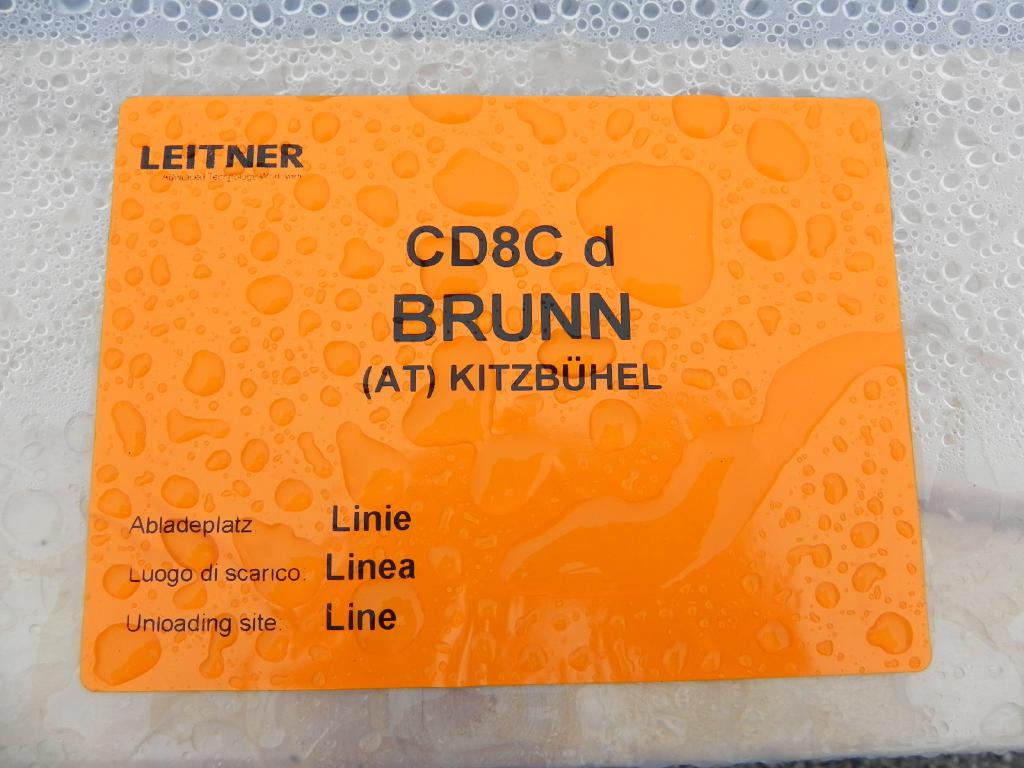 LEITNER
CD8C d
BRUNN
(AT) KITZBÜHEL
Abladeplatz Linie
Luogo di scarico: Linea
Unloading site: Line